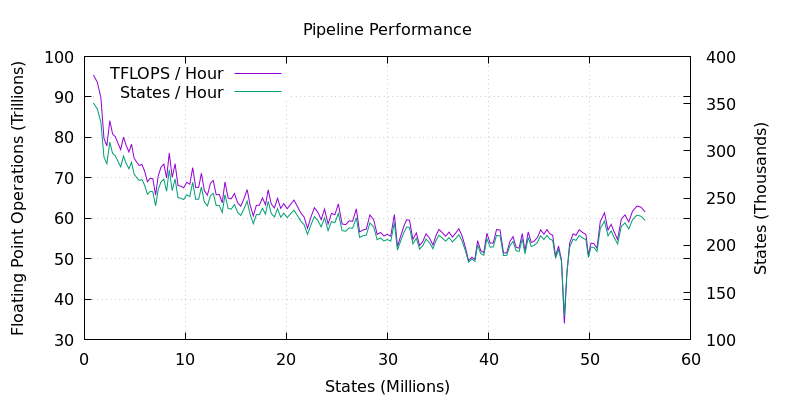 Pipeline Performance
TFLOPS / Hour
States / Hour
Floating Point Operations (Trillions)
100
90
80
70
60
50
40
30
400
350
300
250
200
150
100
States (Thousands)
0 10 20 30 40 50 60
States (Millions)